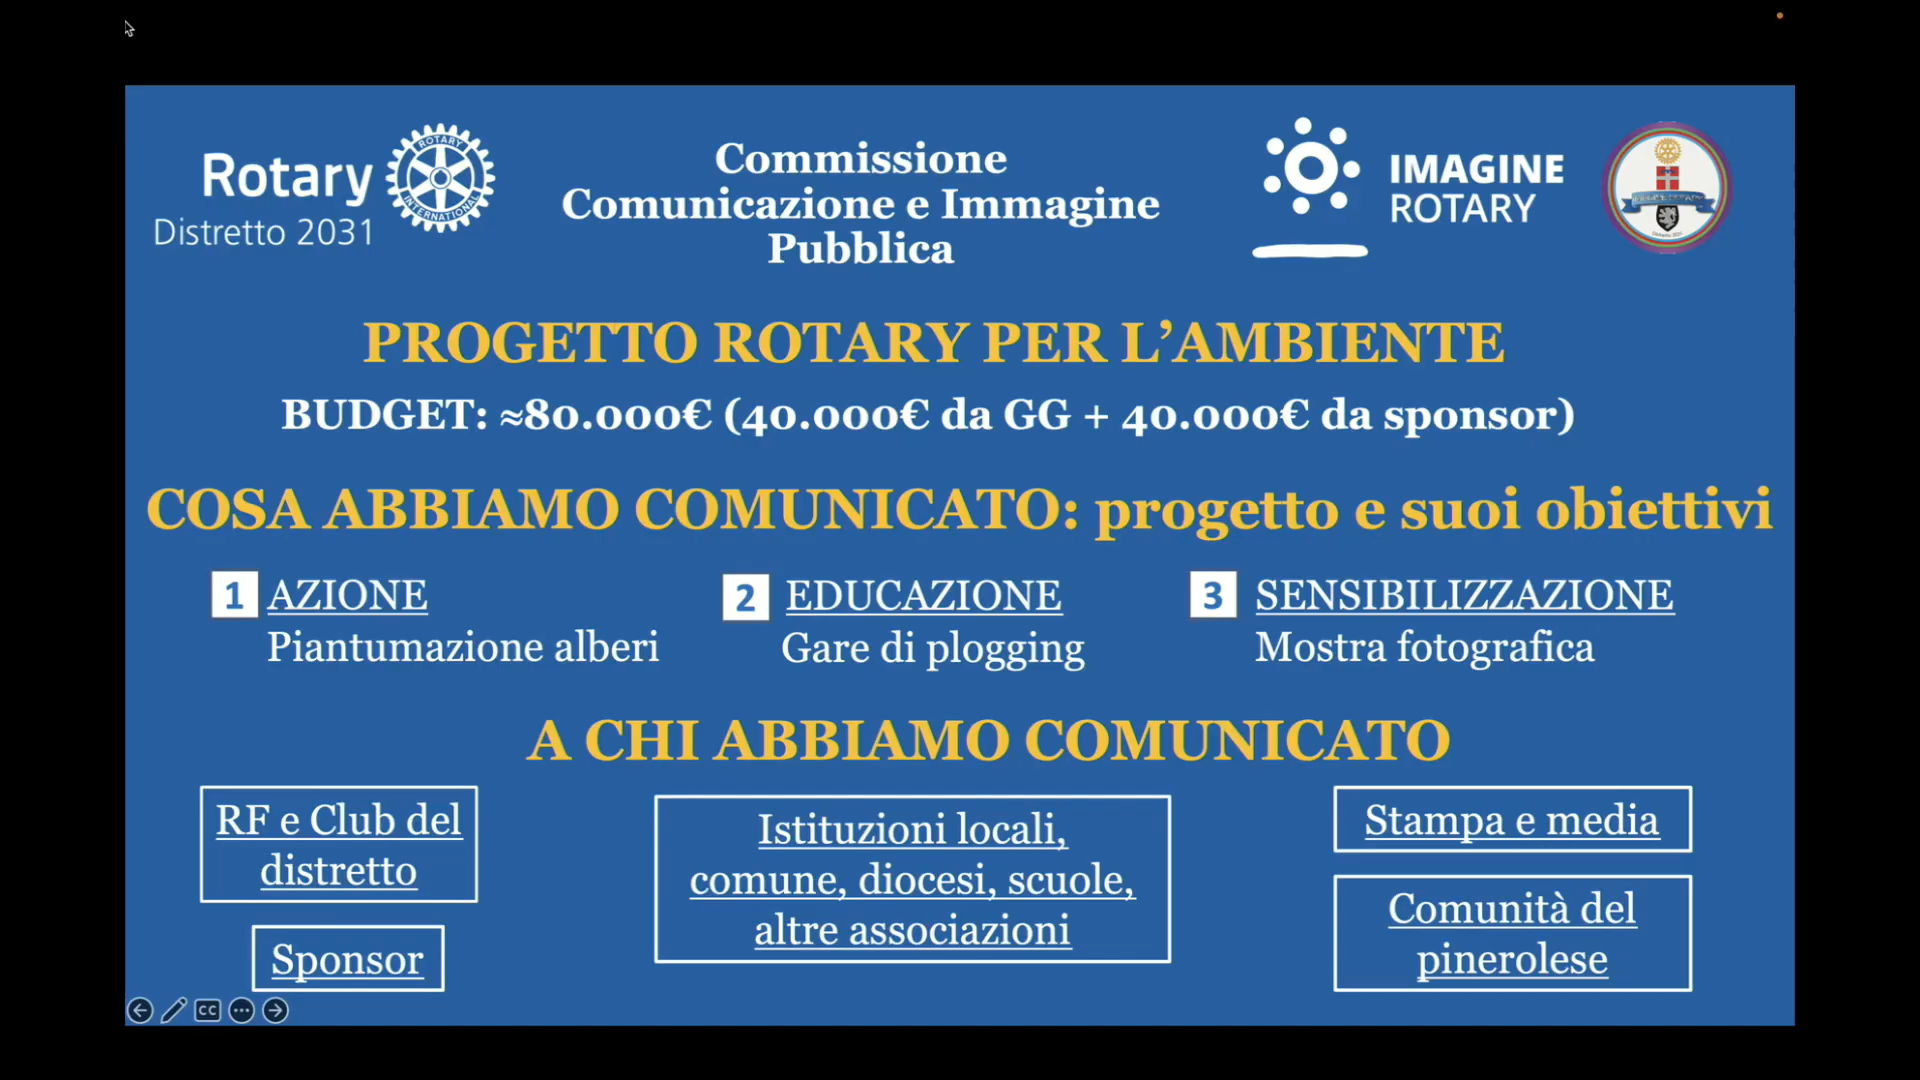 Rotary
Distretto 2031
ROTARY
INTERNATIONAL
Commissione
Comunicazione e Immagine
Pubblica
IMAGINE
ROTARY
PROGETTO ROTARY PER L’AMBIENTE
BUDGET: ≈80.000€ (40.000€ da GG + 40.000€ da sponsor)
COSA ABBIAMO COMUNICATO: progetto e suoi obiettivi
1 AZIONE
Piantumazione alberi
2 EDUCAZIONE
Gare di plogging
3 SENSIBILIZZAZIONE
Mostra fotografica
A CHI ABBIAMO COMUNICATO
RF e Club del
distretto
Sponsor
Istituzioni locali,
comune, diocesi, scuole,
altre associazioni
Stampa e media
Comunità del
pinerolese
CC